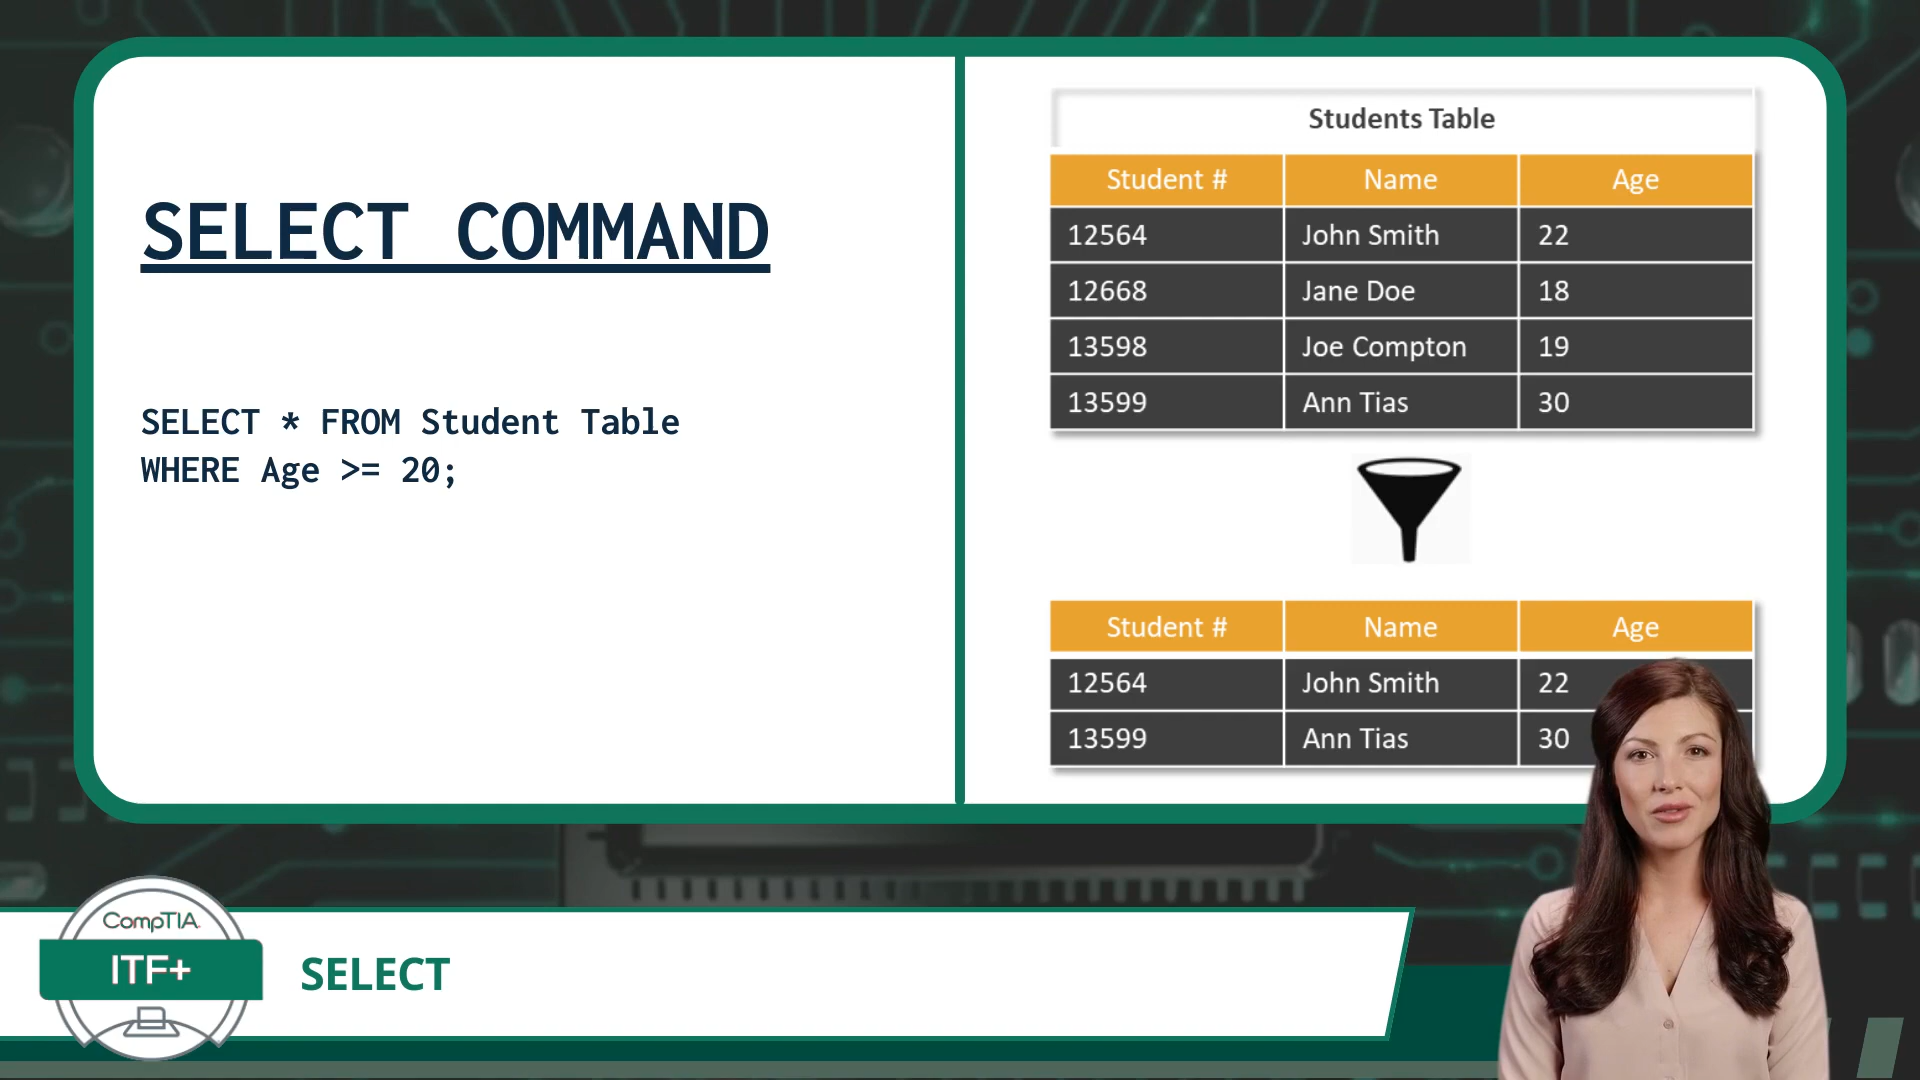 SELECT COMMAND
SELECT * FROM Student Table
WHERE Age >= 20;
Students Table
Student # Name Age
12564 John Smith 22
12668 Jane Doe 18
13598 Joe Compton 19
13599 Ann Tias 30
Student # Name Age
12564 John Smith 22
13599 Ann Tias 30
CompTIA
ITF+
SELECT